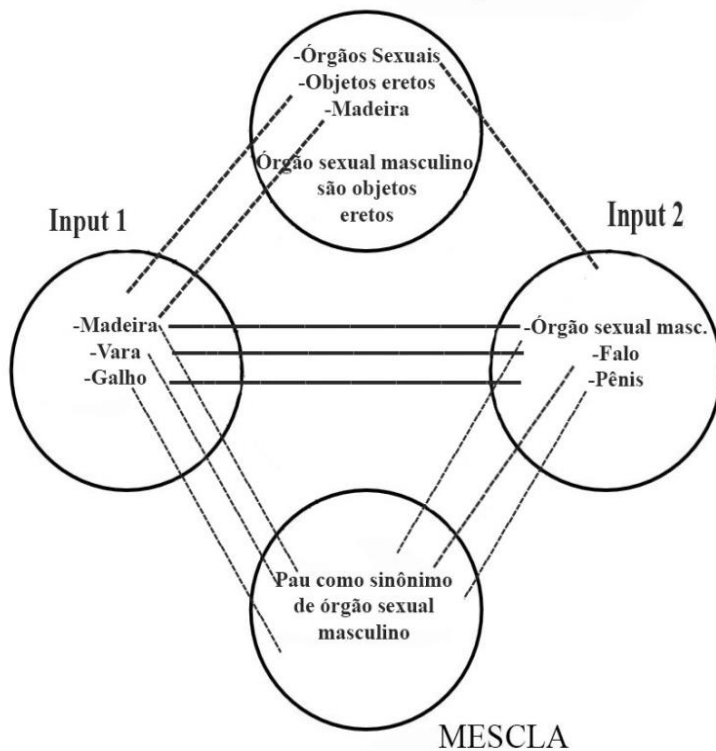 -Órgãos Sexuais
-Objetos eretos
-Madeira
Órgão sexual masculino
são objetos
eretos
Input 1
Input 2
-Madeira
-Vara
-Galho
-Órgão sexual masc.
-Falo
-Pênis
Pau como sinônimo
de órgão sexual
masculino
MESCLA